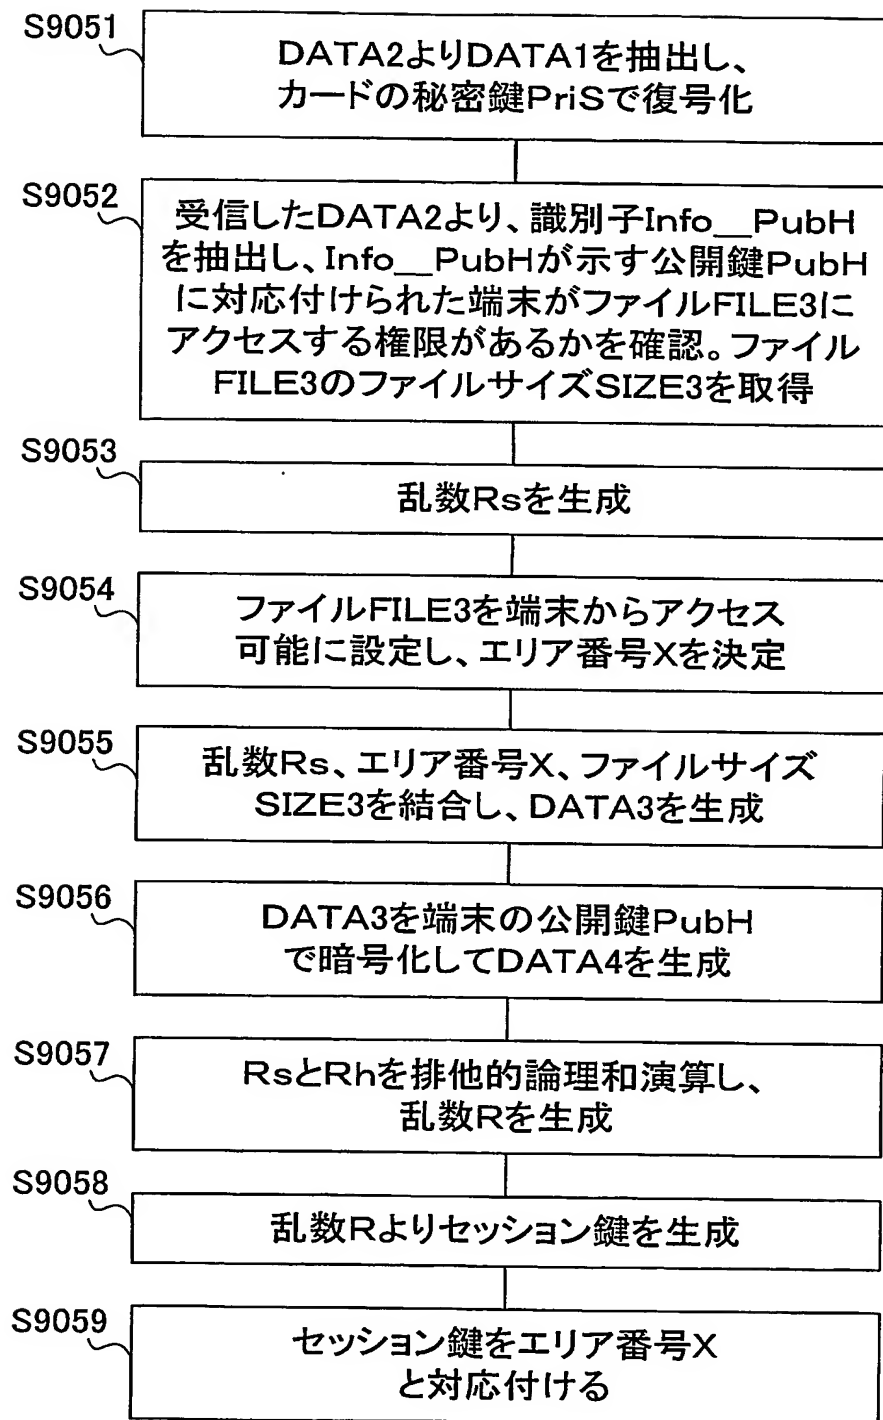 S9051
DATA2よりDATA1を抽出し、
カードの秘密鍵PriSで復号化
S9052
受信したDATA2より、識別子Info__PubH
を抽出し、Info__PubHが示す公開鍵PubH
に対応付けられた端末がファイルFILE3に
アクセスする権限があるかを確認。ファイル
FILE3のファイルサイズSIZE3を取得
S9053
乱数Rsを生成
S9054
ファイルFILE3を端末からアクセス
可能に設定し、エリア番号Xを決定
S9055
乱数Rs、エリア番号X、ファイルサイズ
SIZE3を結合し、DATA3を生成
S9056
DATA3を端末の公開鍵PubH
で暗号化してDATA4を生成
S9057
RsとRhを排他的論理和演算し、
乱数Rを生成
S9058
乱数Rよりセッション鍵を生成
S9059
セッション鍵をエリア番号X
と対応付ける